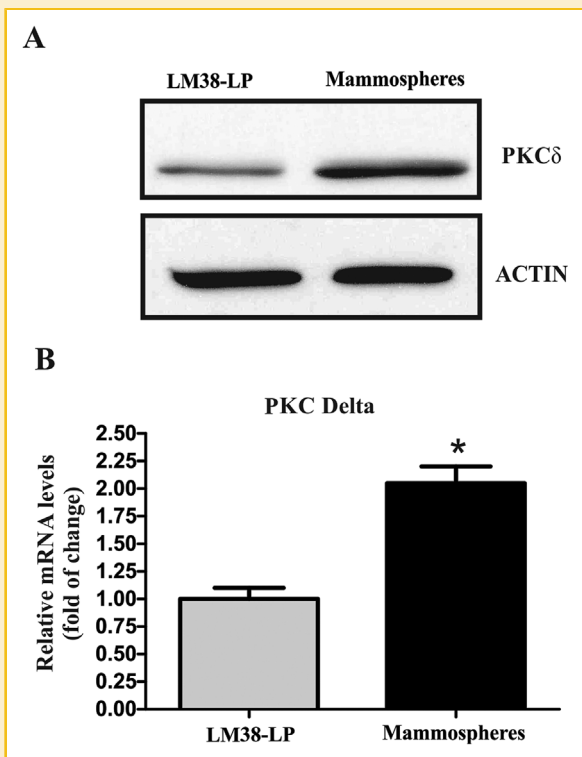 A
LM38-LP Mammospheres
PKCδ
ACTIN
B
PKC Delta
Relative mRNA levels
(fold of change)
2.50
2.25
2.00
1.75
1.50
1.25
1.00
0.75
0.50
0.25
0.00
*
LM38-LP Mammospheres